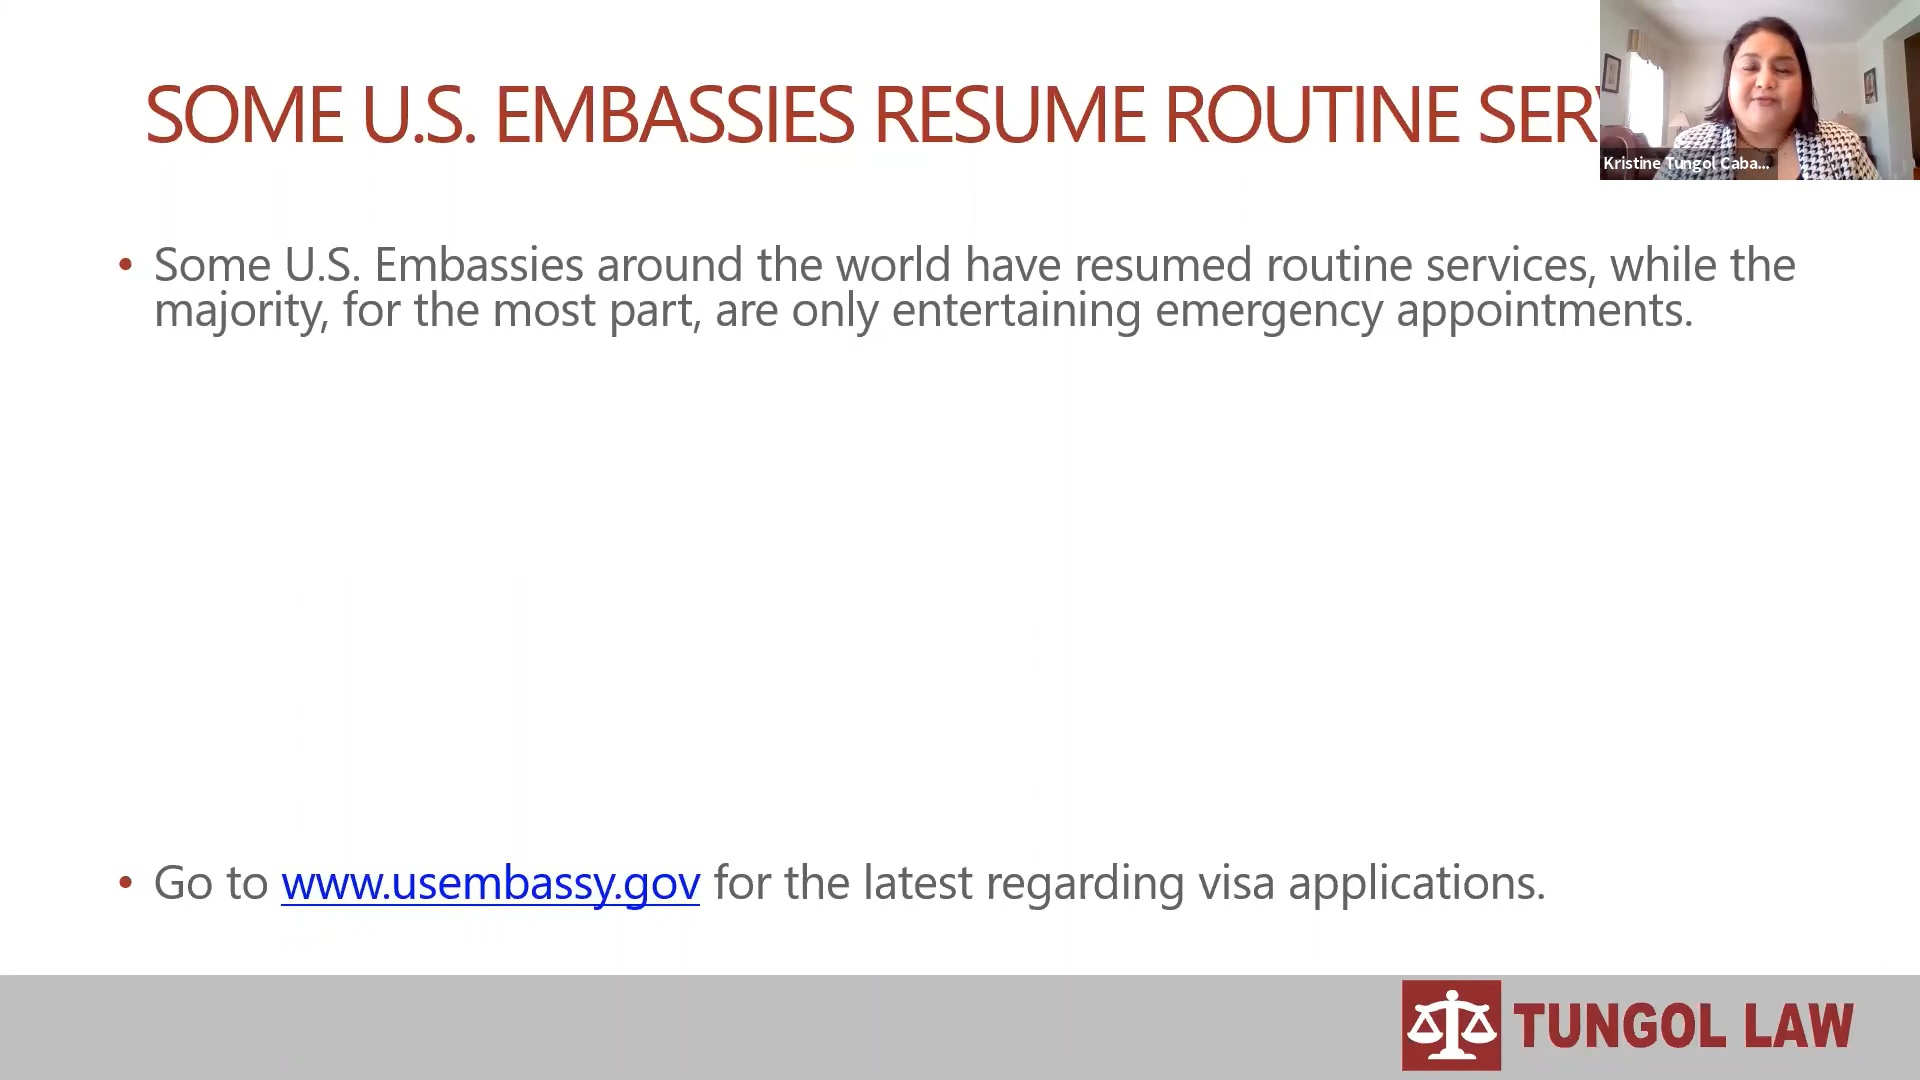 SOME U.S. EMBASSIES RESUME ROUTINE
Kristine Tungol Caba...
• Some U.S. Embassies around the world have resumed routine services, while the
majority, for the most part, are only entertaining emergency appointments.
• Go to www.usembassy.gov for the latest regarding visa applications.
TUNGOL LAW